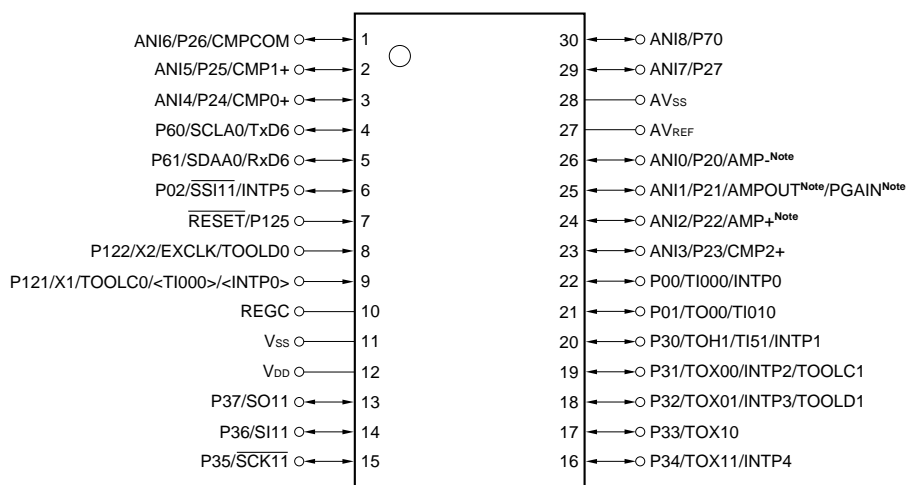 ANI6/P26/CMPCOM 1 30 ANI8/P70
ANI5/P25/CMP1+ 2 29 ANI7/P27
ANI4/P24/CMP0+ 3 28 AVSS
P60/SCLA0/TxD6 4 27 AVREF
P61/SDAA0/RxD6 5 26 ANI0/P20/AMP-Note
P02/SSI11/INTP5 6 25 ANI1/P21/AMPOUTNote/PGAINNote
RESET/P125 7 24 ANI2/P22/AMP+Note
P122/X2/EXCLK/TOOLD0 8 23 ANI3/P23/CMP2+
P121/X1/TOOLC0/<TI000>/<INTP0> 9 22 P00/TI000/INTP0
REGC 10 21 P01/TO00/TI010
VSS 11 20 P30/TOH1/TI51/INTP1
VDD 12 19 P31/TOX00/INTP2/TOOLC1
P37/SO11 13 18 P32/TOX01/INTP3/TOOLD1
P36/SI11 14 17 P33/TOX10
P35/SCK11 15 16 P34/TOX11/INTP4